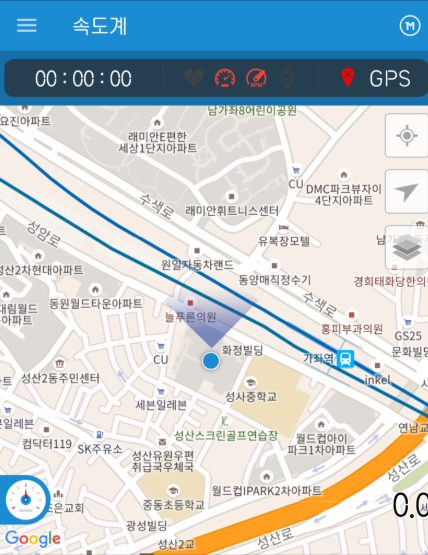 속도계
00 : 00 : 00
RPM
GPS
남가좌8어린이공원
요진아파트
래미안E편한
세상1단지아파트
수색로
CU
DMC파크뷰자이
4단지아파트
래미안휘트니스센터
성암로
유복장모텔
원일자동차랜드
성산2차현대아파트
동양매직정수기
경희태화당한의
동원월드타운아파트
늘푸른의원
수색로
홍피부과의원
대림월드
아파트
GS25
문화빌딩
CU
화정빌딩
가좌역
성산2동주민센터
inkel
성사중학교
세븐일레븐
컴닥터119
성산스크린골프연습장
월드컵아이
파크1차아파트
연남교
SK주유소
성산유원우편
취급국우체국
성산로
월드컵IPARK2차아파트
중동초등학교
0.0
광성빌딩
Google
성산2교
성산로